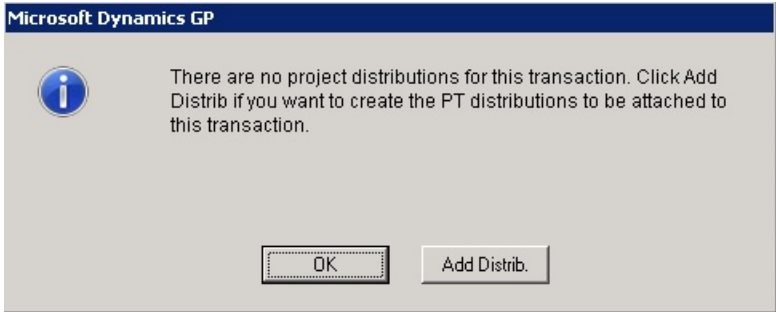 Microsoft Dynamics GP
There are no project distributions for this transaction. Click Add
Distrib if you want to create the PT distributions to be attached to
this transaction.
OK
Add Distrib.